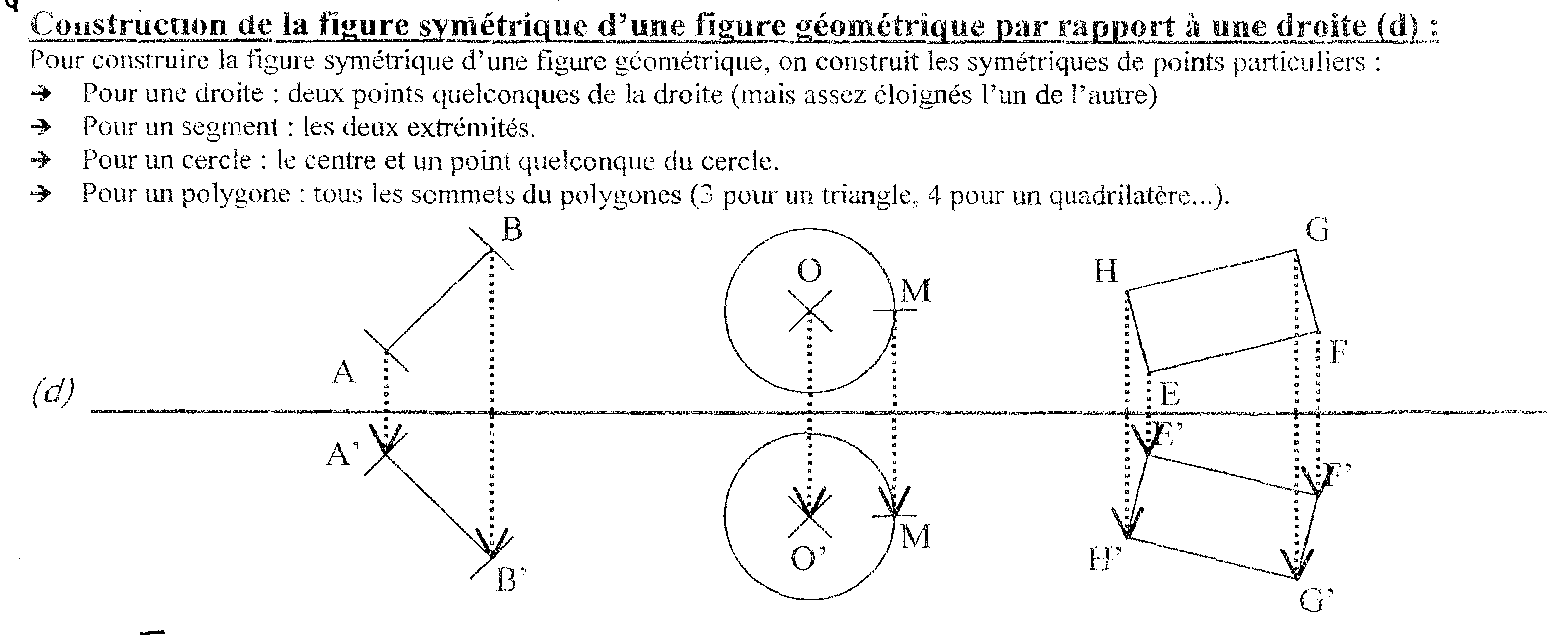 Construction de la figure symétrique d'une figure géométrique par rapport à une droite (d) :
Pour construire la figure symétrique d'une figure géométrique, on construit les symétriques de points particuliers :
→ Pour une droite : deux points quelconques de la droite (mais assez éloignés l'un de l'autre)
→ Pour un segment : les deux extrémités.
→ Pour un cercle : le centre et un point quelconque du cercle.
→ Pour un polygone : tous les sommets du polygones (3 pour un triangle, 4 pour un quadrilatère...).
B
G
O
H
M
F
A
E
(d)
A'
E'
F'
M
O'
H'
B'
G'